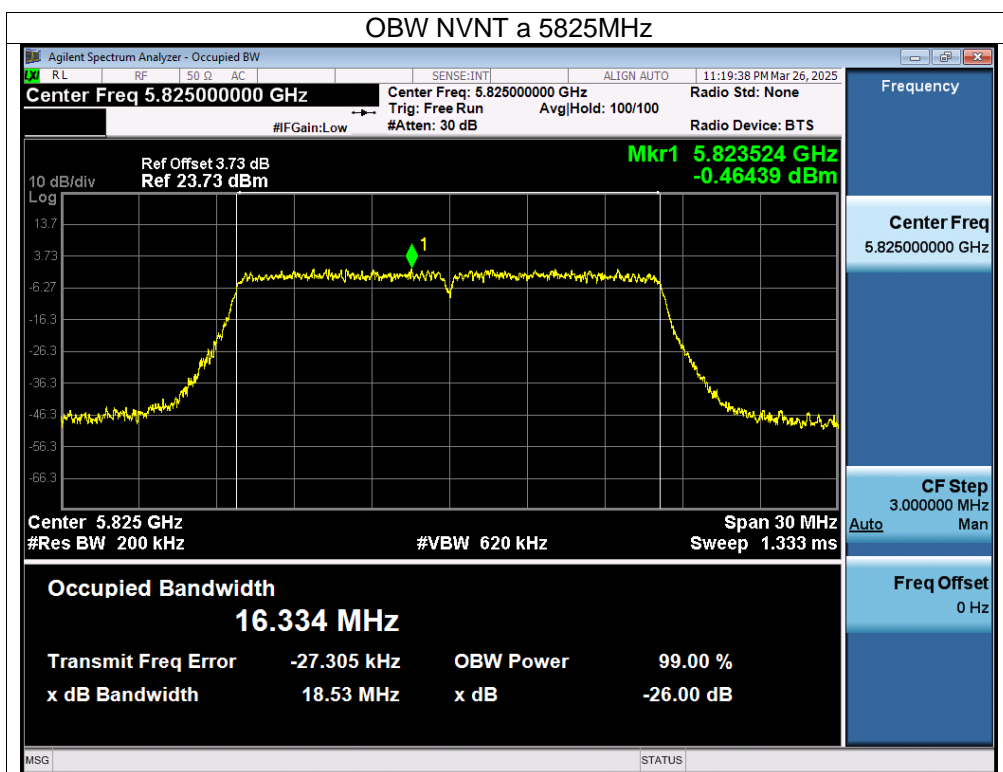 OBW NVNT a 5825MHz
Agilent Spectrum Analyzer - Occupied BW
LXI RL RF 50 Ω AC SENSE:INT ALIGN AUTO 11:19:38 PM Mar 26, 2025
Center Freq 5.825000000 GHz
Center Freq: 5.825000000 GHz
Radio Std: None
Trig: Free Run Avg|Hold: 100/100
#IFGain:Low
#Atten: 30 dB
Radio Device: BTS
Frequency
Mkr1 5.823524 GHz
-0.46439 dBm
Ref Offset 3.73 dB
10 dB/div Ref 23.73 dBm
Log
13.7
3.73
-6.27
-16.3
-26.3
-36.3
-46.3
-56.3
-66.3
1
Center 5.825 GHz
Span 30 MHz
#Res BW 200 kHz
#VBW 620 kHz
Sweep 1.333 ms
Center Freq
5.825000000 GHz
CF Step
3.000000 MHz
Auto Man
Freq Offset
0 Hz
Occupied Bandwidth
16.334 MHz
Transmit Freq Error -27.305 kHz OBW Power 99.00 %
x dB Bandwidth 18.53 MHz x dB -26.00 dB
MSG STATUS